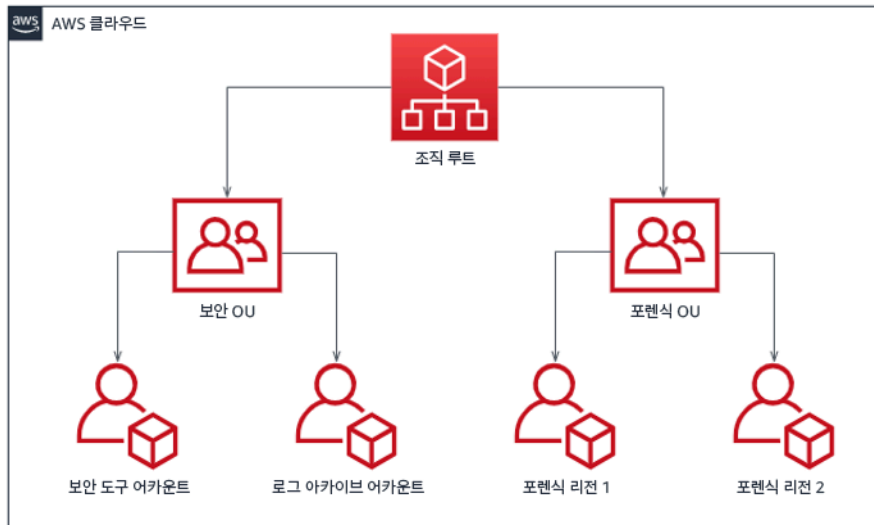 aws
AWS 클라우드
조직 루트
보안 OU
포렌식 OU
보안 도구 어카운트
로그 아카이브 어카운트
포렌식 리전 1
포렌식 리전 2